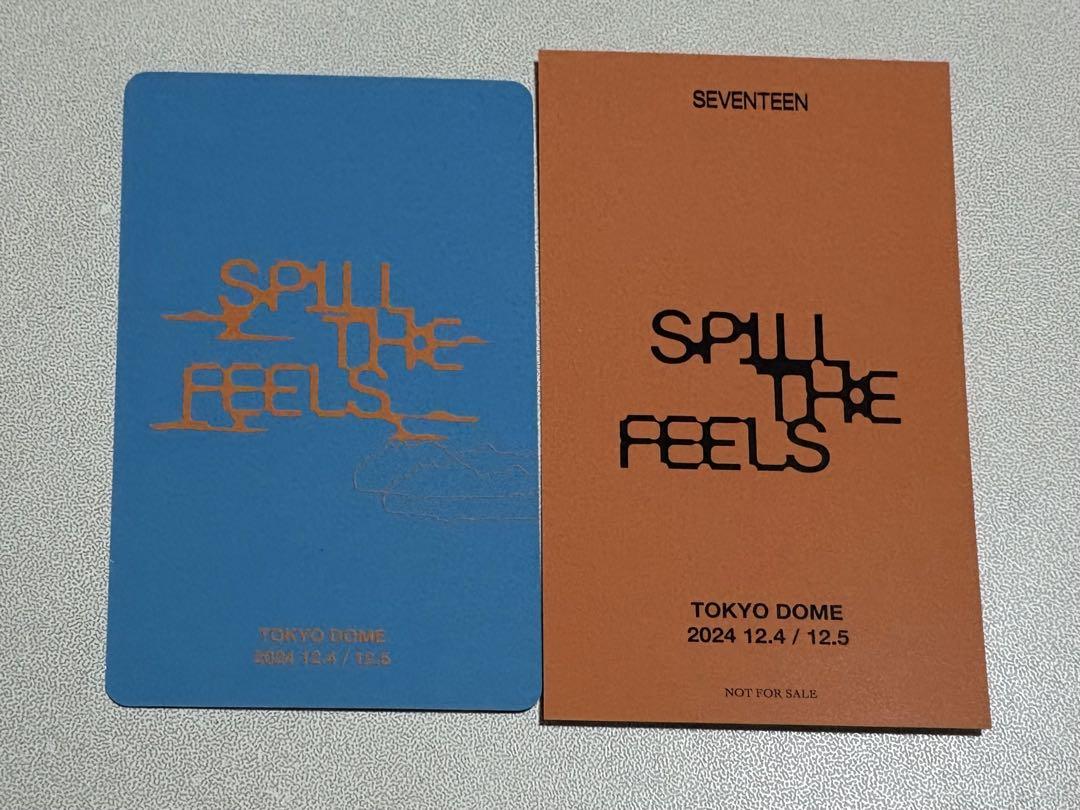 SPILL
THE
FEELS
TOKYO DOME
2024 12.4 / 12.5
SEVENTEEN
SPILL
THE
FEELS
TOKYO DOME
2024 12.4 / 12.5
NOT FOR SALE